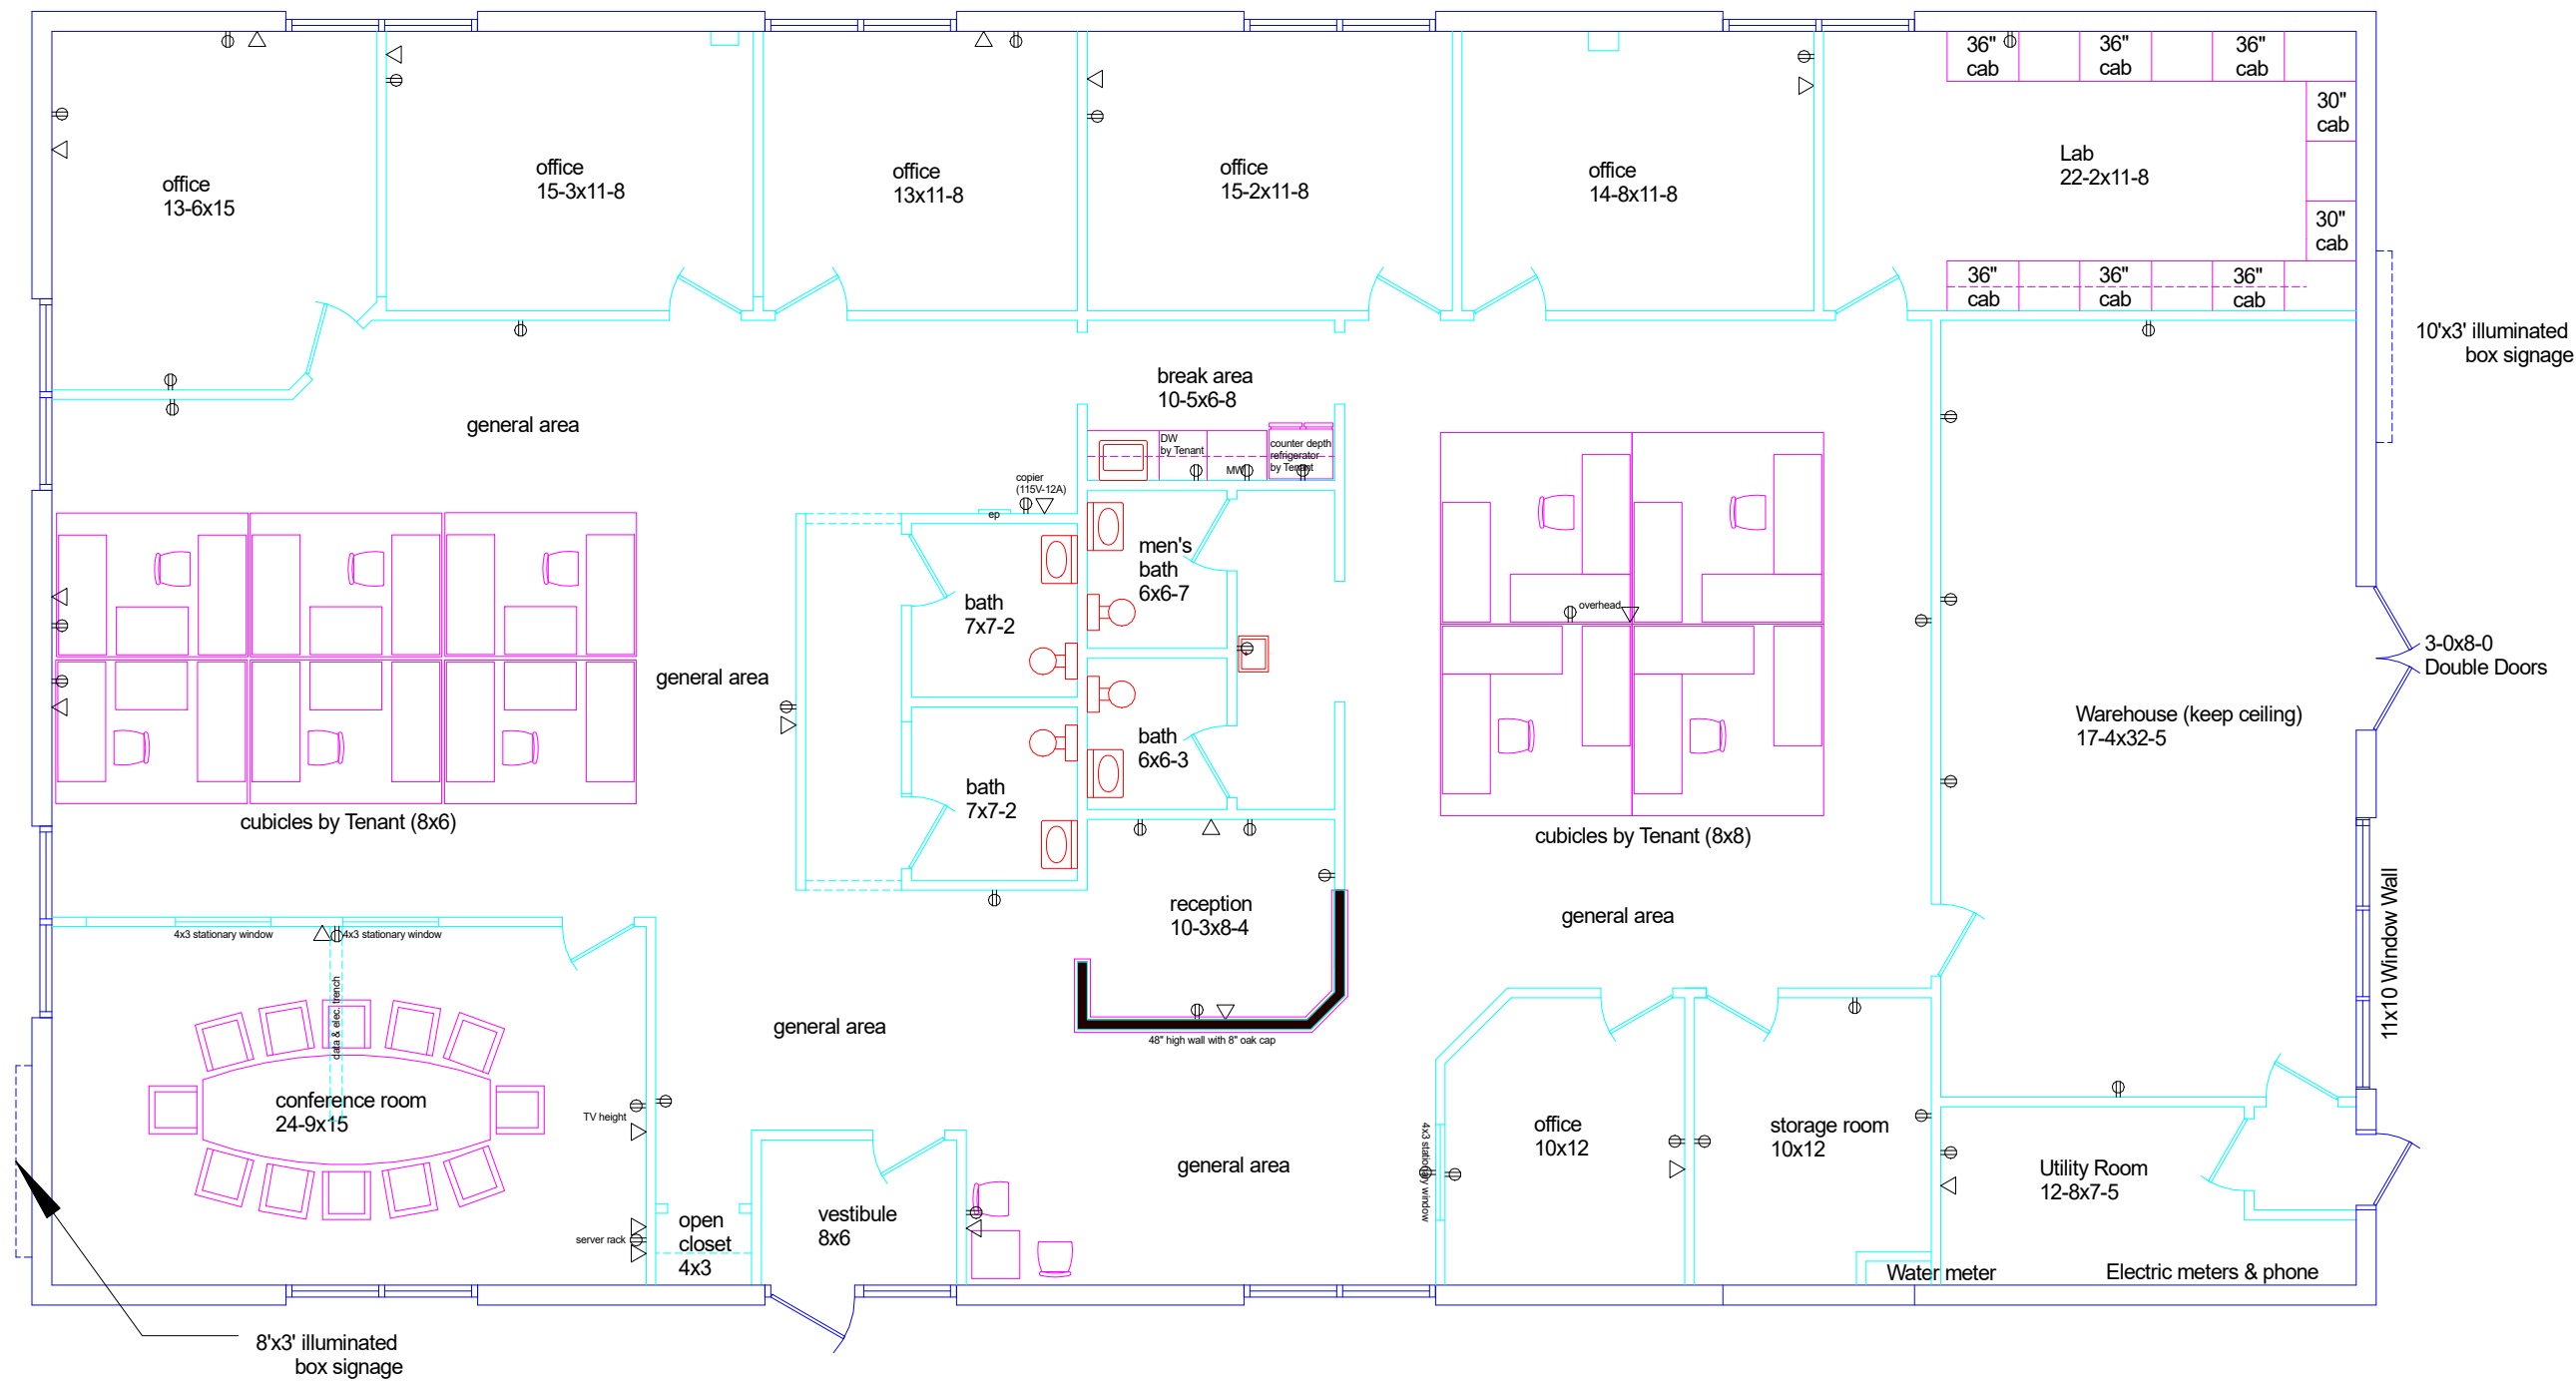 36"
cab
36"
cab
36"
cab
30"
cab
30"
cab
office
13-6x15
office
15-3x11-8
office
13x11-8
office
15-2x11-8
office
14-8x11-8
Lab
22-2x11-8
36"
cab
36"
cab
36"
cab
10'x3' illuminated
box signage
break area
10-5x6-8
general area
DW
by Tenant
MW
counter depth
refrigerator
by Tenant
copier
(115V-12A)
ep
men's
bath
6x6-7
bath
7x7-2
overhead
general area
3-0x8-0
Double Doors
bath
6x6-3
Warehouse (keep ceiling)
17-4x32-5
bath
7x7-2
cubicles by Tenant (8x6)
cubicles by Tenant (8x8)
reception
10-3x8-4
general area
11x10 Window Wall
4x3 stationary window
4x3 stationary window
data & elec. trench
general area
48" high wall with 8" oak cap
conference room
24-9x15
TV height
office
10x12
storage room
10x12
4x3 stationary window
general area
Utility Room
12-8x7-5
vestibule
8x6
open
closet
4x3
server rack
Water meter
Electric meters & phone
8'x3' illuminated
box signage